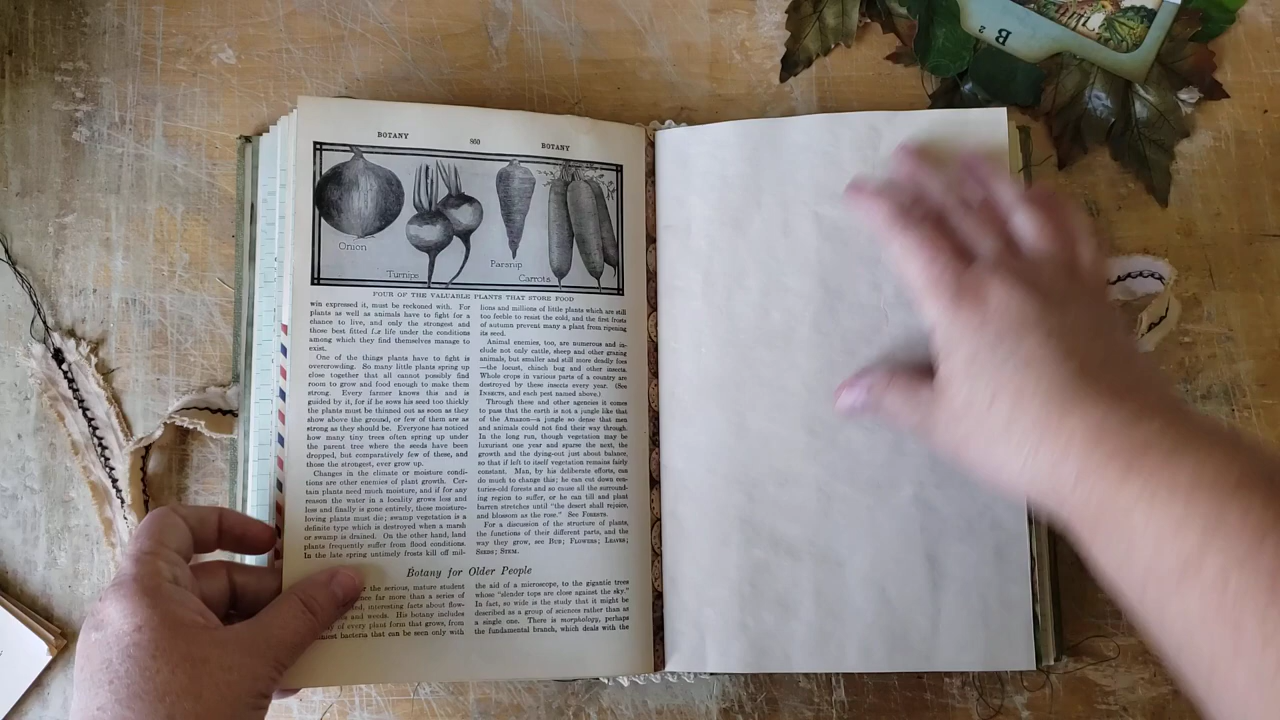 BOTANY 860 BOTANY
Onion
Turnips
Parsnip
Carrots
FOUR OF THE VALUABLE PLANTS THAT STORE FOOD
win expressed it, must be reckoned with. For
plants as well as animals have to fight for a
chance to live, and only the strongest and
those best fitted for life under the conditions
among which they find themselves manage to
exist.
One of the things plants have to fight is
overcrowding. So many little plants spring up
close together that all cannot possibly find
room to grow and food enough to make them
strong. Every farmer knows this and is
guided by it, for if he sows his seed too thickly
the plants must be thinned out as soon as they
show above the ground, or few of them are as
strong as they should be. Everyone has noticed
how many tiny trees often spring up under
the parent tree where the seeds have been
dropped, but comparatively few of these, and
those the strongest, ever grow up.
Changes in the climate or moisture condi-
tions are other enemies of plant growth. Cer-
tain plants need much moisture, and if for any
reason the water in a locality grows less and
less and finally is gone entirely, those moisture-
loving plants must die; swamp vegetation is a
definite type which is destroyed when a marsh
or swamp is drained. On the other hand, land
plants frequently suffer from flood conditions.
In the late spring untimely frosts kill off mil-
lions and millions of little plants which are still
too feeble to resist the cold, and the first frosts
of autumn prevent many a plant from ripening
its seed.
Animal enemies, too, are numerous and in-
clude not only cattle, sheep and other grazing
animals, but smaller and still more deadly foes
—the locust, chinch bug and other insects.
Whole crops in various parts of a country are
destroyed by these insects every year. (See
INSECTS, and each pest named above.)
Through these and other agencies it comes
to pass that the earth is not a jungle like that
of the Amazon—a jungle so dense that men
and animals could not find their way through.
In the long run, though vegetation may be
luxuriant one year and sparse the next, the
growth and the dying-out just about balance,
so that if left to itself vegetation remains fairly
constant. Man, by his deliberate efforts, can
do much to change this; he can cut down cen-
turies-old forests and so cause all the surround-
ing region to suffer, or he can till and plant
barren stretches until "the desert shall rejoice,
and blossom as the rose." See FORESTS.
For a discussion of the structure of plants,
the functions of their different parts, and the
way they grow, see BUD; FLOWERS; LEAVES;
SEEDS; STEM.
Botany for Older People
the serious, mature student
ence far more than a series of
interesting facts about flow-
and weeds. His botany includes
of every plant form that grows, from
bacteria that can be seen only with
the aid of a microscope, to the gigantic trees
whose "slender tops are close against the sky."
In fact, so wide is the study that it might be
described as a group of sciences rather than as
a single one. There is morphology, perhaps
the fundamental branch, which deals with the
B 2